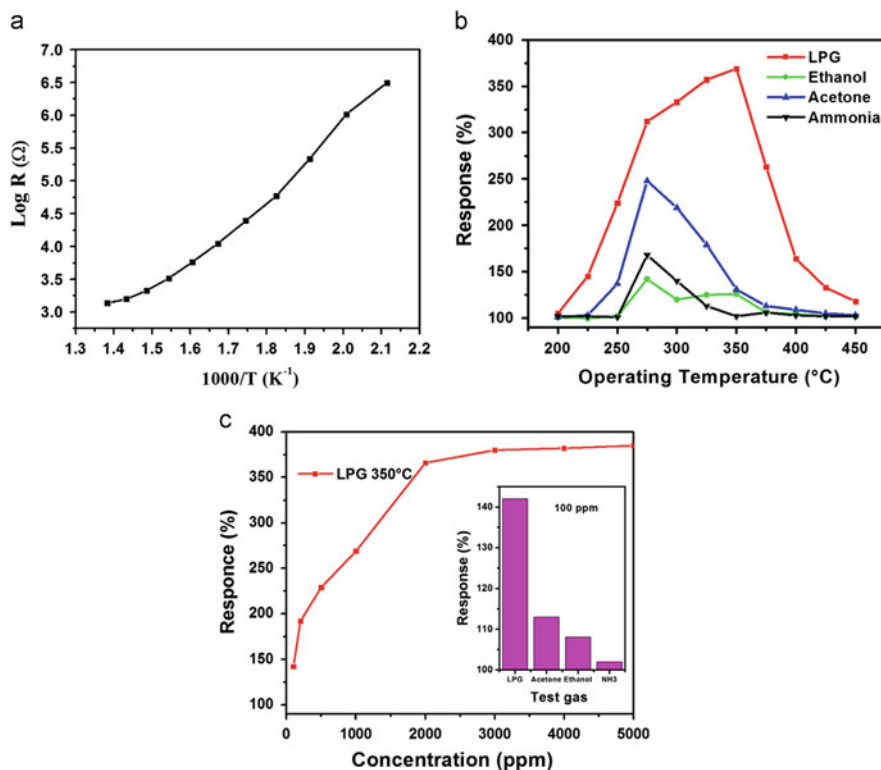 a
7.0
6.5
6.0
5.5
5.0
4.5
4.0
3.5
3.0
Log R (Ω)
1.3 1.4 1.5 1.6 1.7 1.8 1.9 2.0 2.1 2.2
1000/T (K⁻¹)
b
400
350
300
250
200
150
100
Response (%)
LPG
Ethanol
Acetone
Ammonia
200 250 300 350 400 450
Operating Temperature (°C)
c
400
350
300
250
200
150
100
Responce (%)
LPG 350°C
140
130
120
110
100
Response (%)
100 ppm
LPG Acetone Ethanol NH3
Test gas
0 1000 2000 3000 4000 5000
Concentration (ppm)